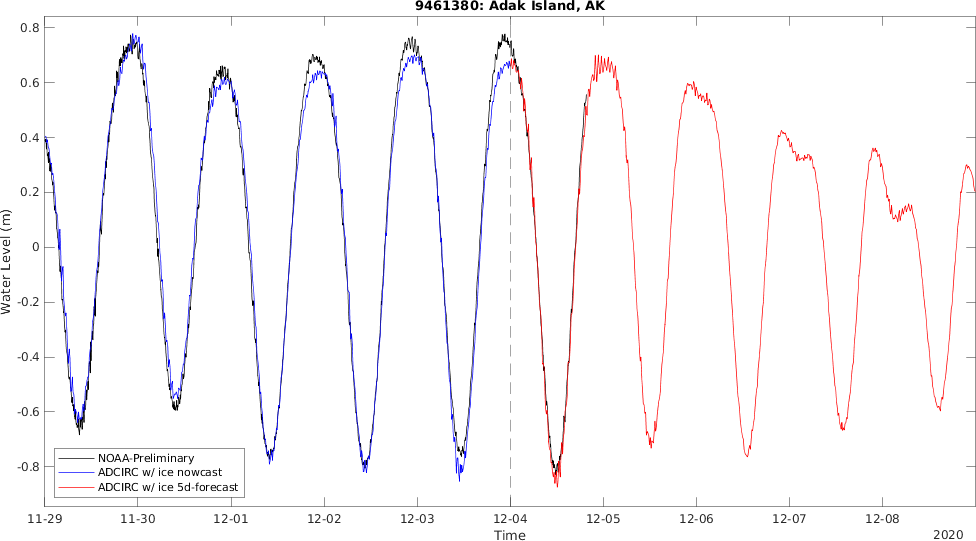 9461380: Adak Island, AK
0.8
0.6
0.4
0.2
0
-0.2
-0.4
-0.6
-0.8
Water Level (m)
NOAA-Preliminary
ADCIRC w/ ice nowcast
ADCIRC w/ ice 5d-forecast
11-29 11-30 12-01 12-02 12-03 12-04 12-05 12-06 12-07 12-08
Time
2020